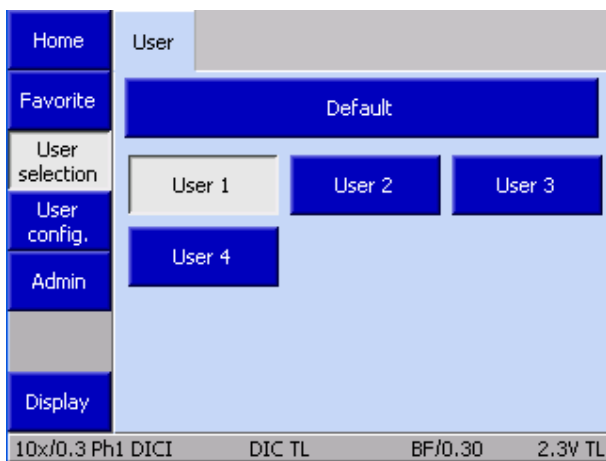 Home
User
Favorite
Default
User
selection
User 1
User 2
User 3
User
config.
User 4
Admin
Display
10x/0.3 Ph1 DICI DIC TL BF/0.30 2.3V TL